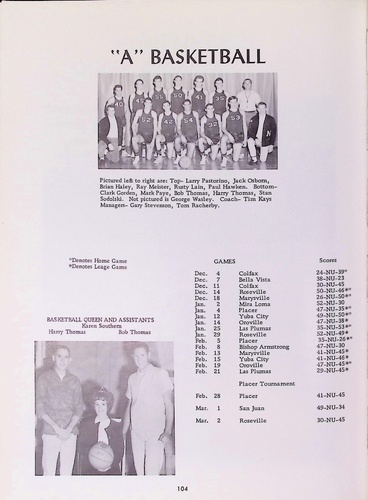 "A" BASKETBALL
Pictured left to right are: Top- Larry Pastorino, Jack Osborn,
Brian Haley, Ray Meister, Rusty Lain, Paul Hawken. Bottom-
Clark Gorden, Mark Paye, Bob Thomas, Harry Thomas, Stan
Sodolski. Not pictured is George Wasley. Coach- Tim Kays
Managers- Gary Stevenson, Tom Racherby.
*Denotes Home Game
*Denotes Leage Game
GAMES Scores
Dec. 4 Colfax 24-NU-39*
Dec. 7 Bella Vista 38-NU-23
Dec. 11 Colfax 30-NU-45
Dec. 14 Roseville 50-NU-46**
Dec. 18 Marysville 26-NU-50**
Jan. 2 Mira Loma 52-NU-30
Jan. 4 Placer 47-NU-35*
Jan. 12 Yuba City 49-NU-50**
Jan. 14 Oroville 47-NU-38*
Jan. 25 Las Plumas 35-NU-53**
Jan. 29 Roseville 52-NU-49*
Feb. 5 Placer 35-NU-26**
Feb. 8 Bishop Armstrong 47-NU-30
Feb. 13 Marysville 41-NU-45*
Feb. 15 Yuba City 41-NU-45*
Feb. 19 Oroville 47-NU-45**
Feb. 21 Las Plumas 41-NU-45*
Placer Tournament
Feb. 28 Placer 41-NU-45
Mar. 1 San Juan 49-NU-34
Mar. 2 Roseville 30-NU-45
BASKETBALL QUEEN AND ASSISTANTS
Karen Southern
Harry Thomas Bob Thomas
104